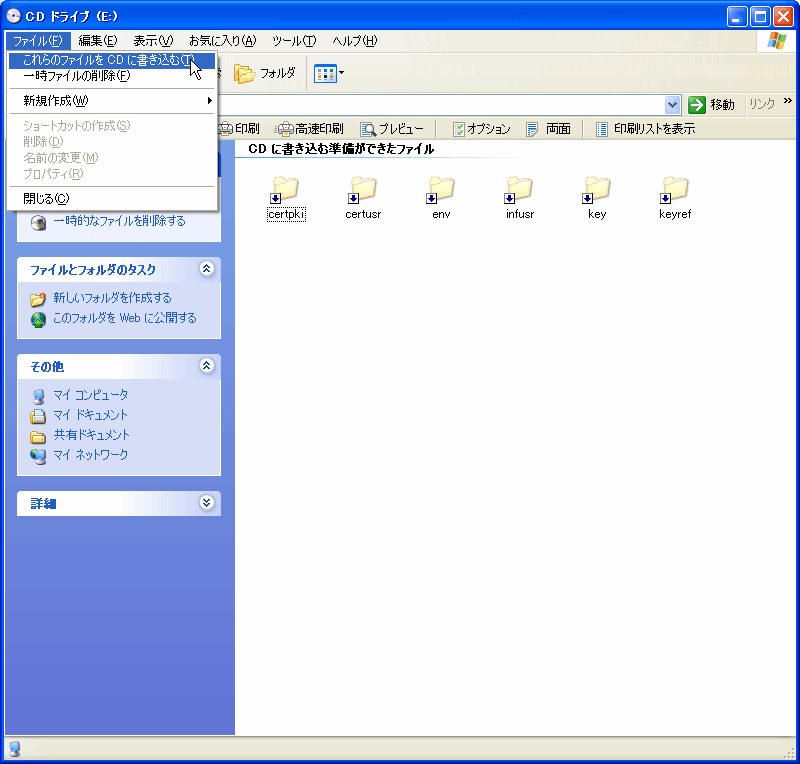 CD ドライブ (E:)
ファイル(F) 編集(E) 表示(V) お気に入り(A) ツール(T) ヘルプ(H)
これらのファイルを CD に書き込む(T)
一時ファイルの削除(F)
新規作成(W)
ショートカットの作成(S)
削除(D)
名前の変更(M)
プロパティ(R)
閉じる(C)
フォルダ
移動 リンク »
印刷 高速印刷 プレビュー オプション 両面 印刷リストを表示
CD に書き込む準備ができたファイル
certpki certusr env infusr key keyref
一時的なファイルを削除する
ファイルとフォルダのタスク
新しいフォルダを作成する
このフォルダを Web に公開する
その他
マイ コンピュータ
マイ ドキュメント
共有ドキュメント
マイ ネットワーク
詳細